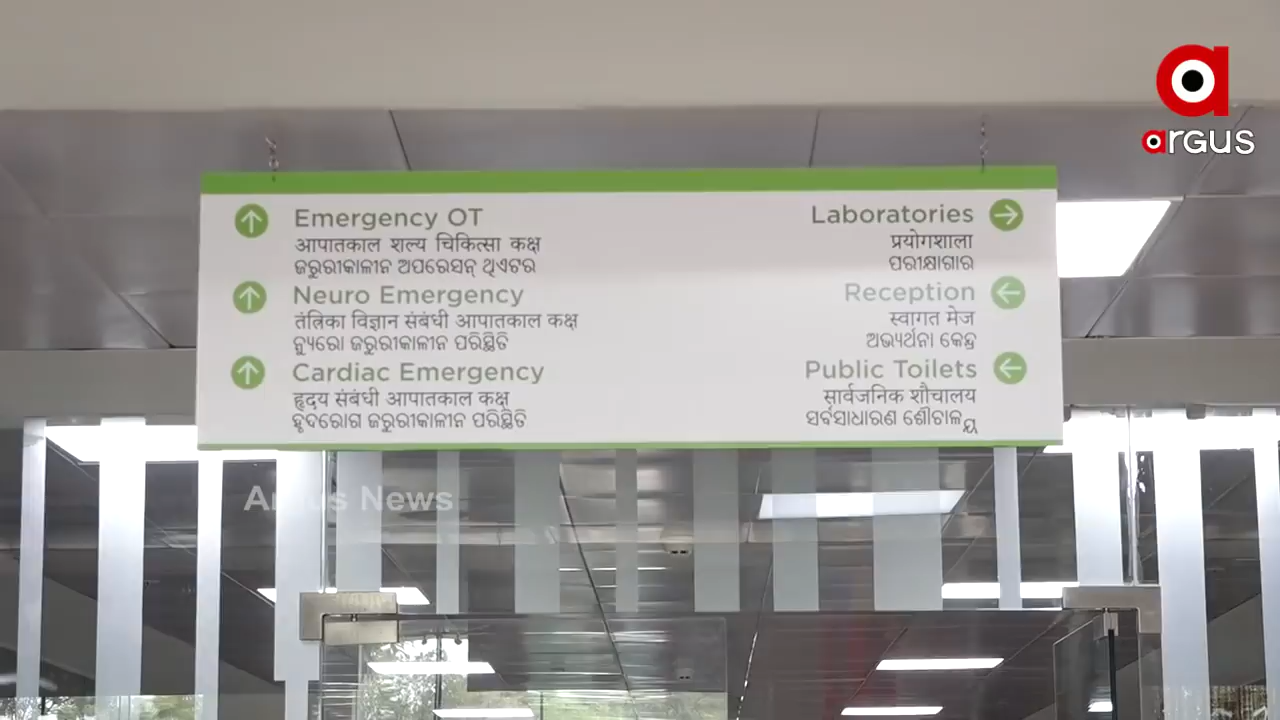 Emergency OT
आपातकाल शल्य चिकित्सा कक्ष
ଜରୁରୀକାଳୀନ ଅପରେସନ୍ ଥିଏଟର
Neuro Emergency
तंत्रिका विज्ञान संबंधी आपातकाल कक्ष
ନ୍ୟୁରୋ ଜରୁରୀକାଳୀନ ପରିସ୍ଥିତି
Cardiac Emergency
हृदय संबंधी आपातकाल कक्ष
ହୃଦରୋଗ ଜରୁରୀକାଳୀନ ପରିସ୍ଥିତି
Laboratories
प्रयोगशाला
ପରୀକ୍ଷାଗାର
Reception
स्वागत मेज
ଅଭ୍ୟର୍ଥନା କେନ୍ଦ୍ର
Public Toilets
सार्वजनिक शौचालय
ସର୍ବସାଧାରଣ ଶୌଚାଳୟ
argus
Argus News